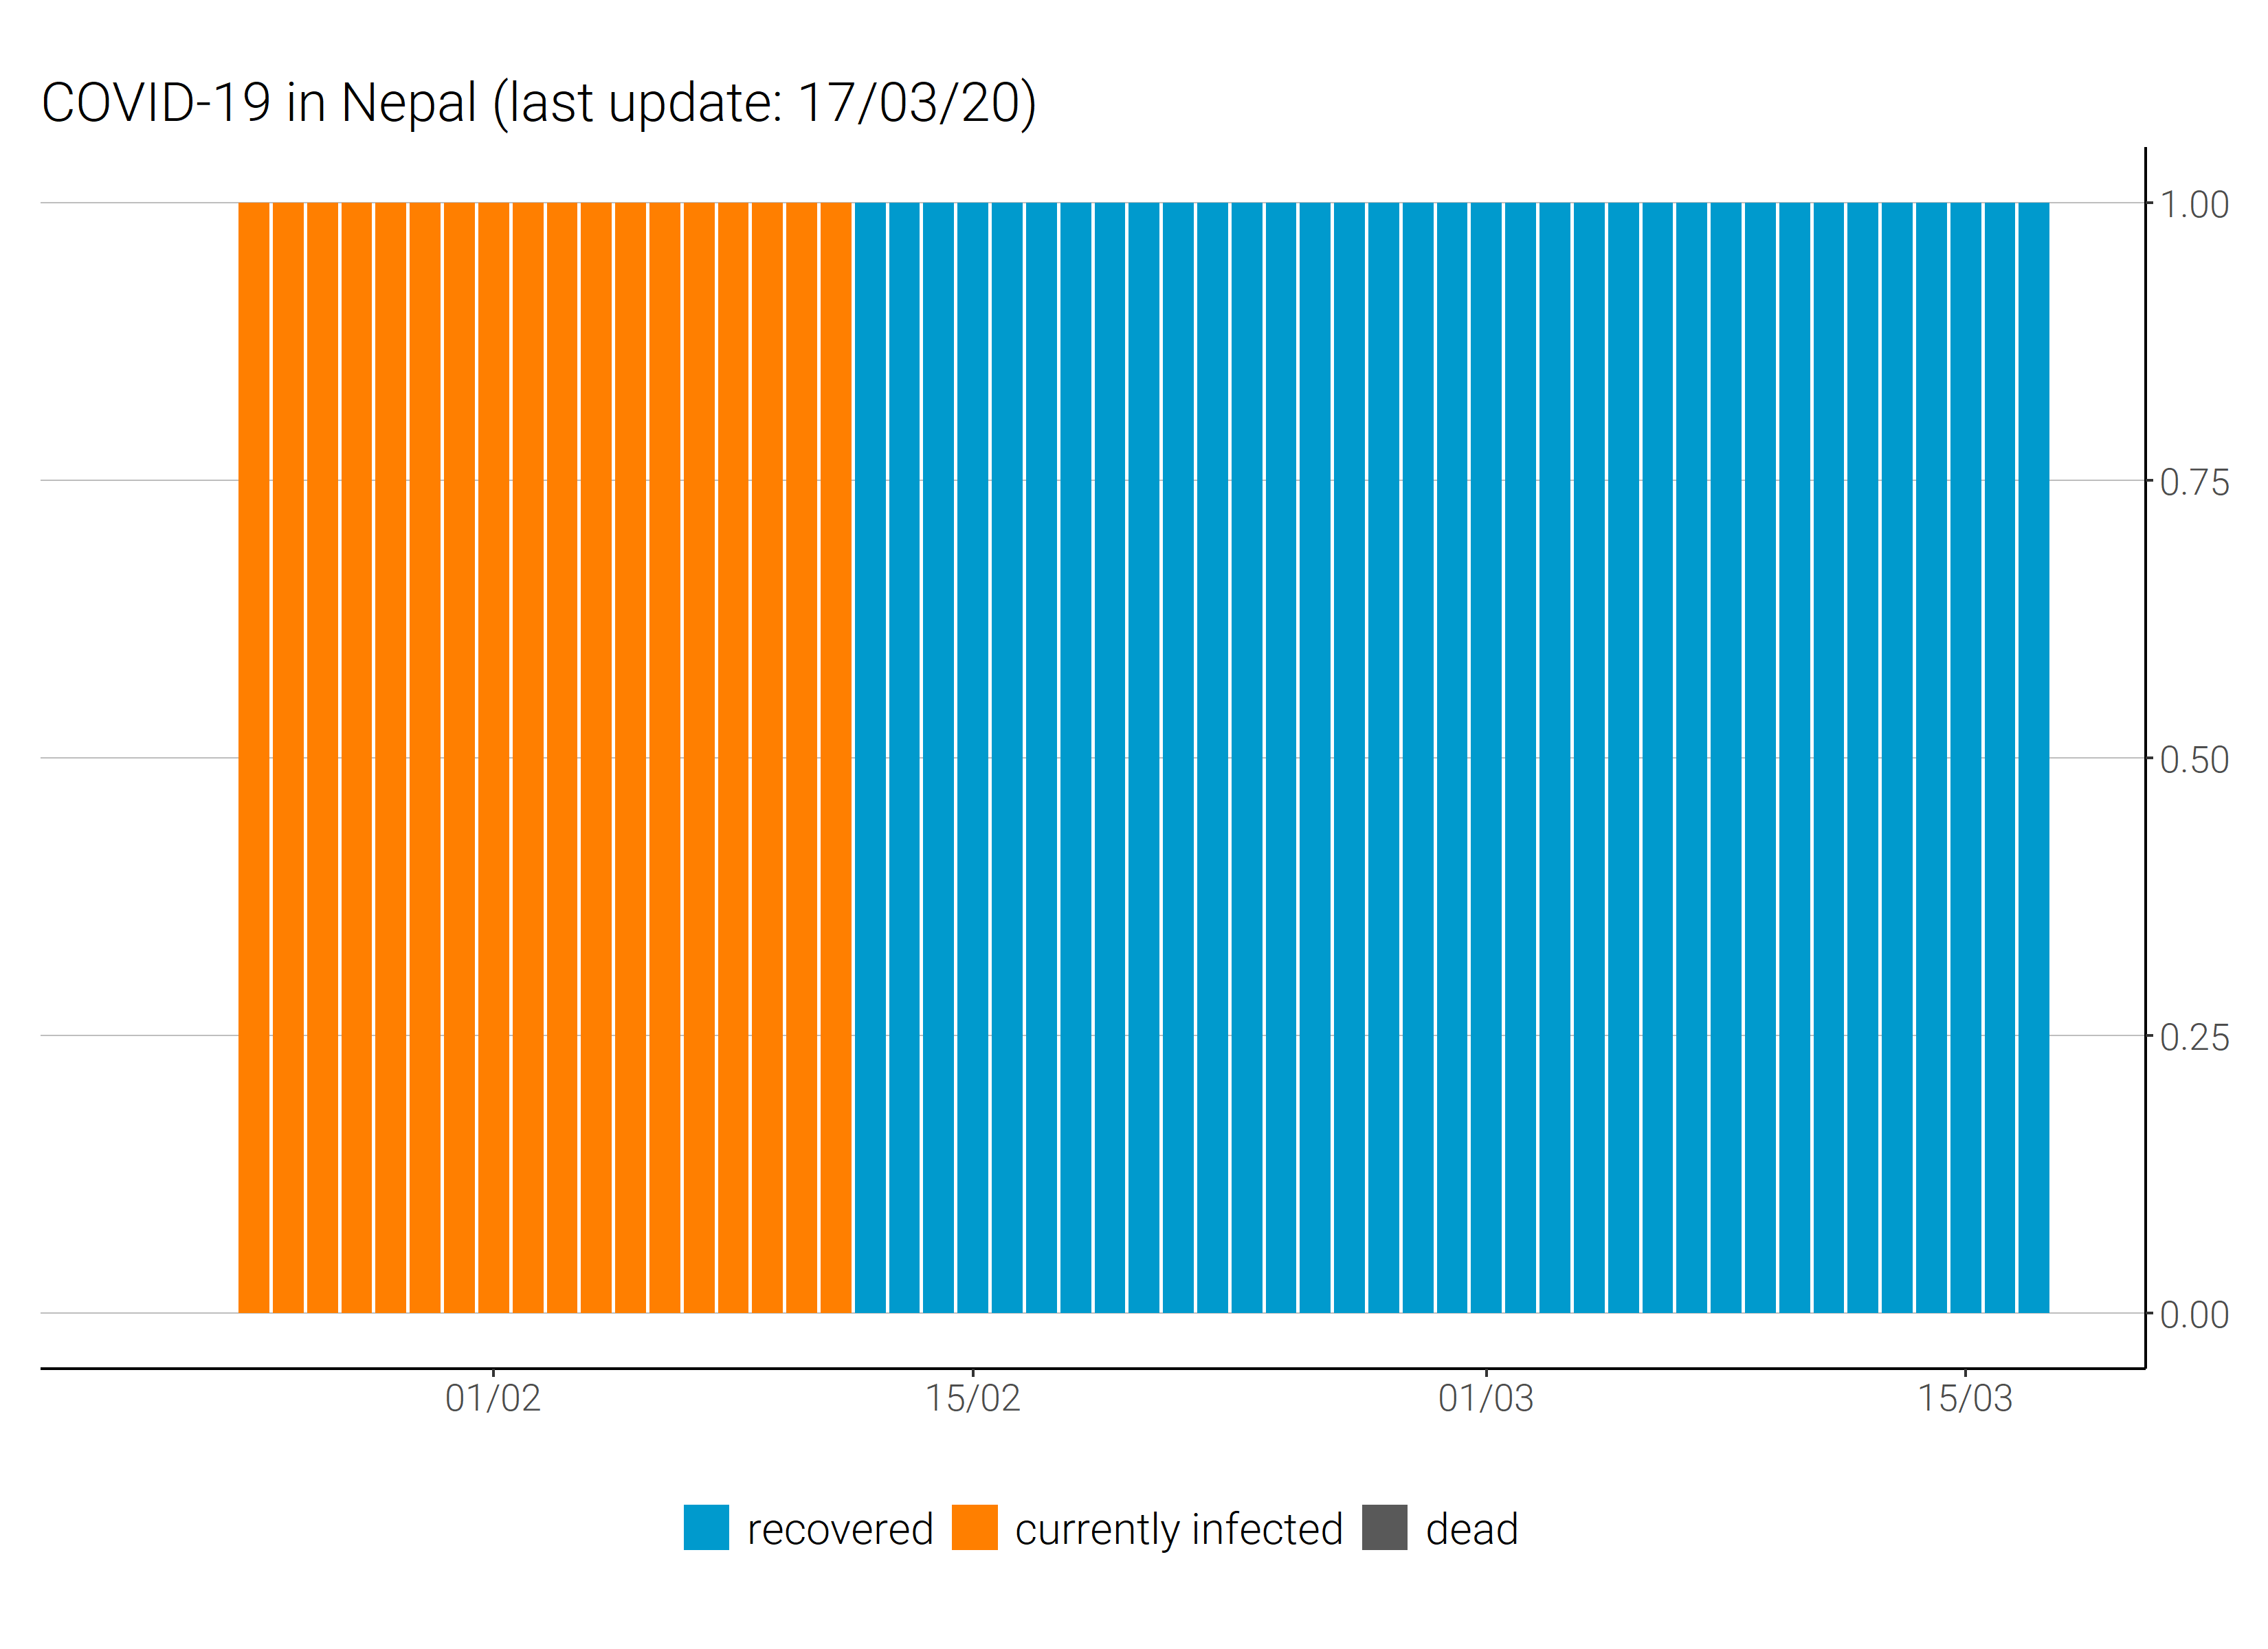 COVID-19 in Nepal (last update: 17/03/20)
1.00
0.75
0.50
0.25
0.00
01/02 15/02 01/03 15/03
recovered currently infected dead